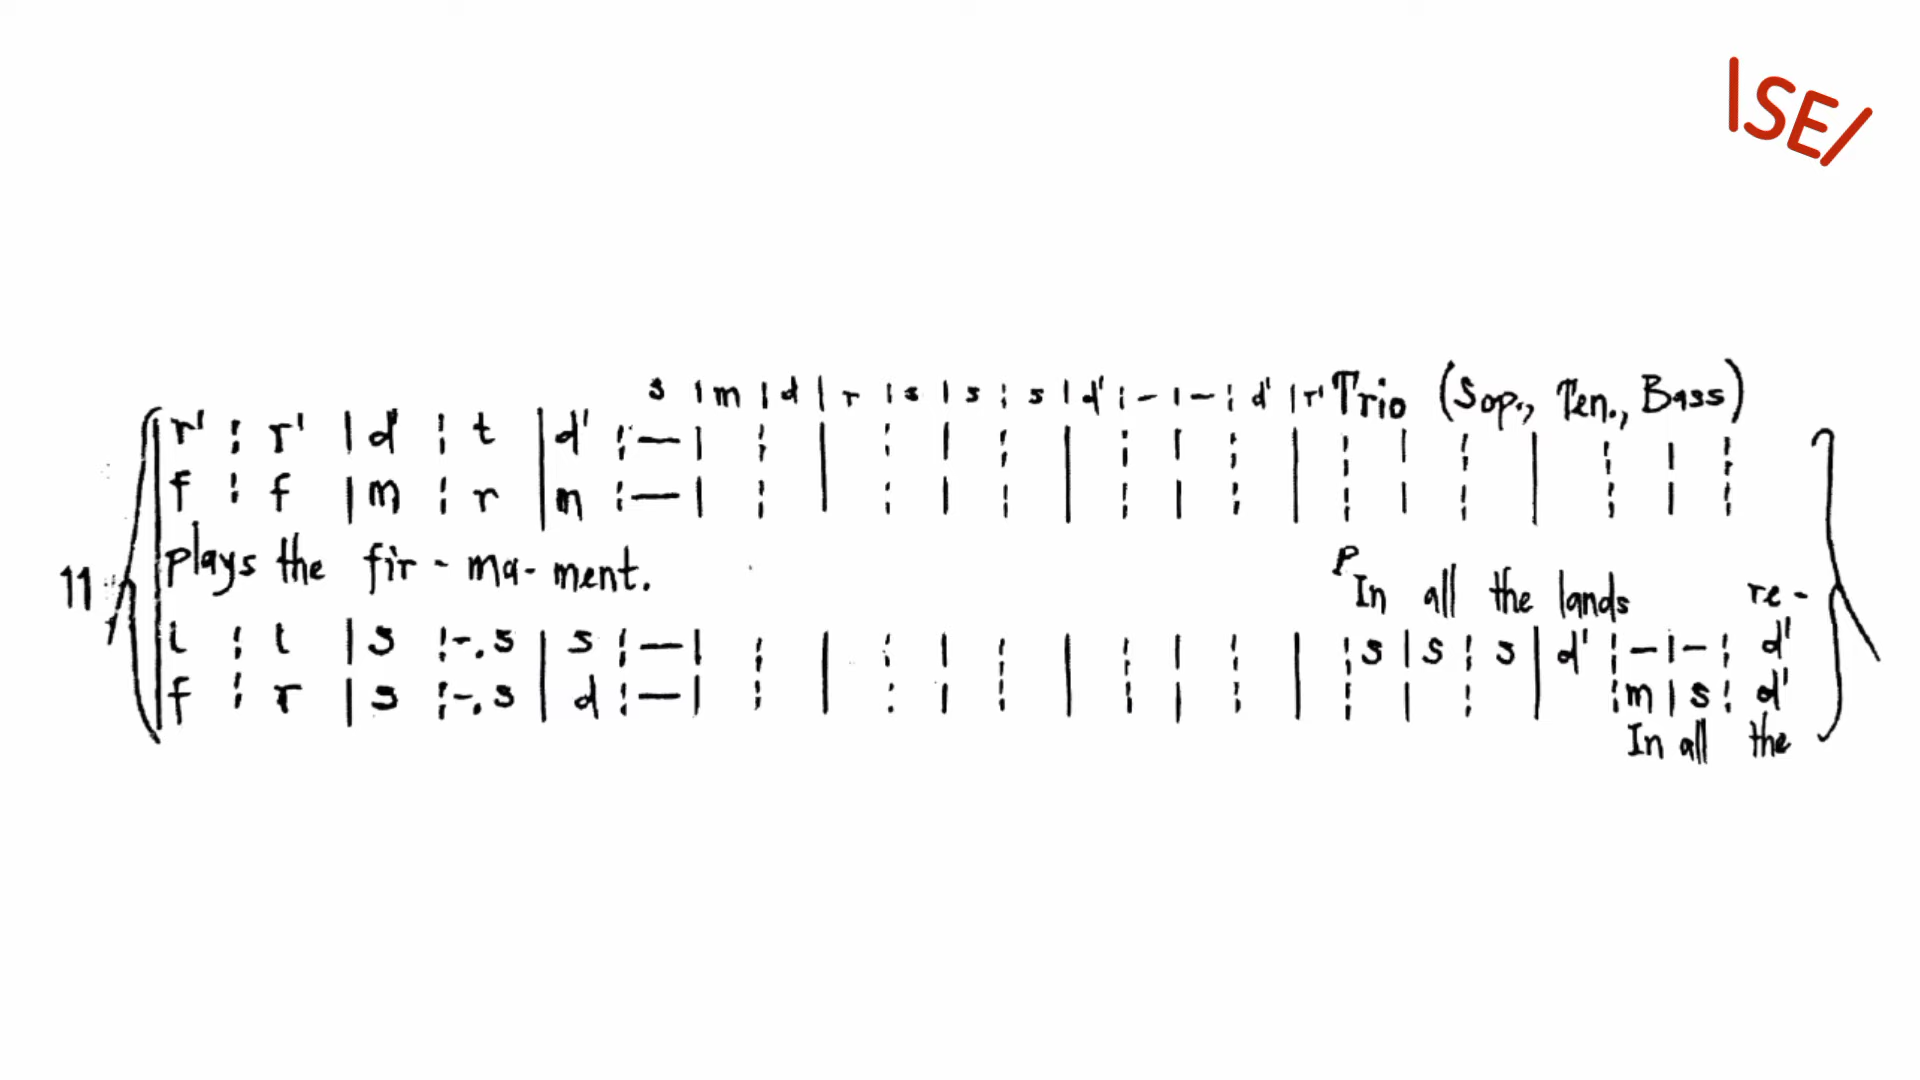 ISE/
s | m | d | r | s | s : s | d' : - | - : d' | r' Trio (Sop., Ten., Bass)
r' : r' | d' : t | d' : — |
f : f | m : r | m : — |
plays the fir - ma - ment.
p
In all the lands re -
11
l : l | s : -. s | s : — | : s | s : s | d' : — | — : d'
f : r | s : -. s | d : — | : m | s : d'
In all the